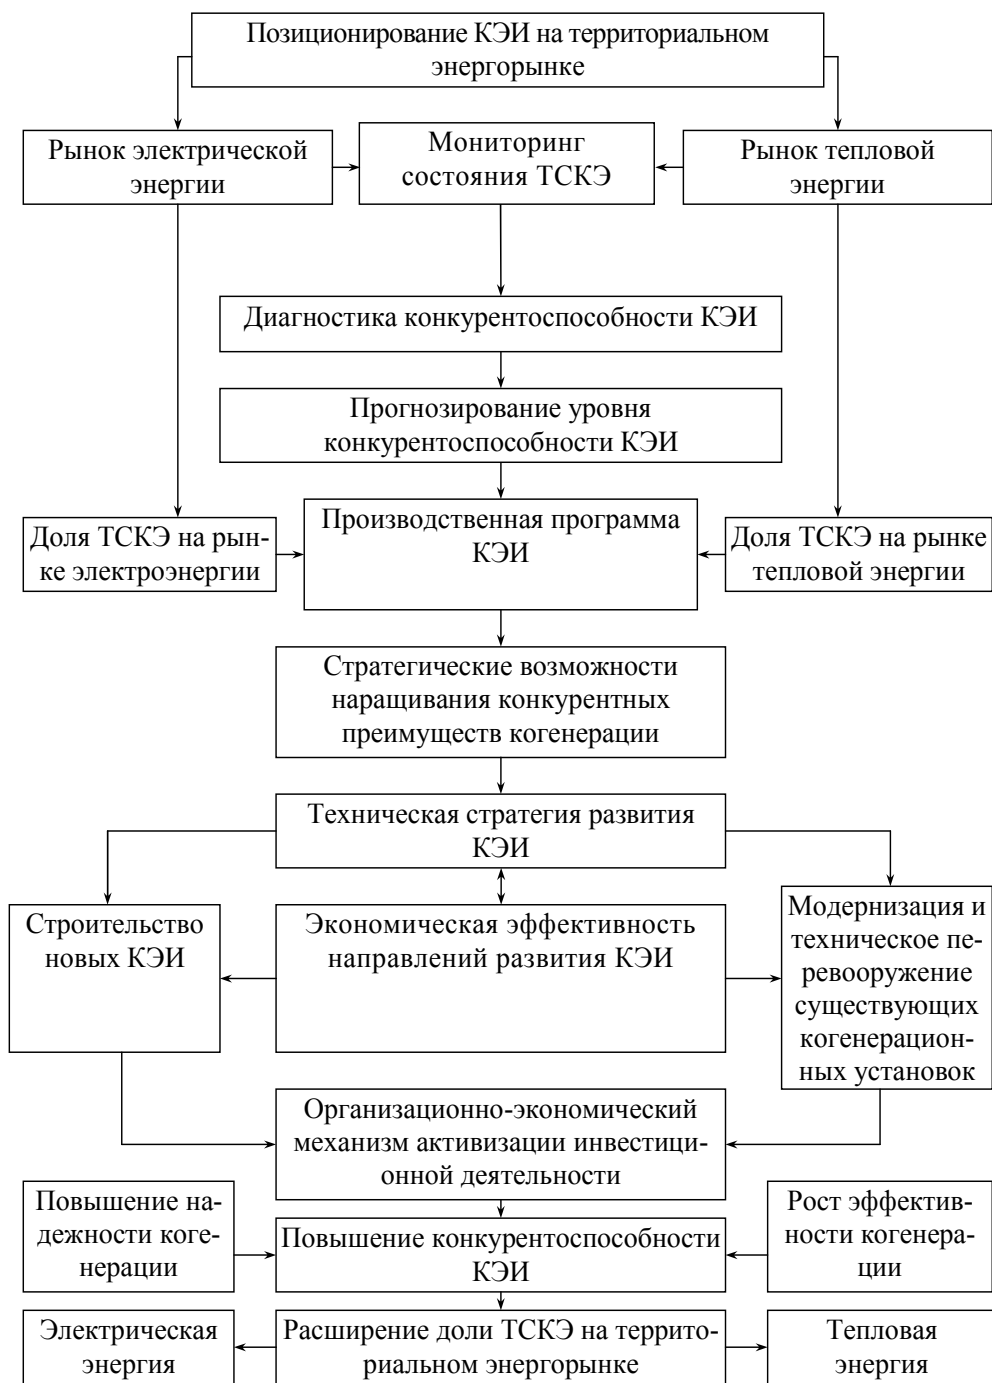 Позиционирование КЭИ на территориальном
энергорынке
Рынок электрической
энергии
Мониторинг
состояния ТСКЭ
Рынок тепловой
энергии
Диагностика конкурентоспособности КЭИ
Прогнозирование уровня
конкурентоспособности КЭИ
Доля ТСКЭ на рын-
ке электроэнергии
Производственная программа
КЭИ
Доля ТСКЭ на рынке
тепловой энергии
Стратегические возможности
наращивания конкурентных
преимуществ когенерации
Техническая стратегия развития
КЭИ
Строительство
новых КЭИ
Экономическая эффективность
направлений развития КЭИ
Модернизация и
техническое пе-
ревооружение
существующих
когенерацион-
ных установок
Организационно-экономический
механизм активизации инвестици-
онной деятельности
Повышение на-
дежности коге-
нерации
Повышение конкурентоспособности
КЭИ
Рост эффектив-
ности когенера-
ции
Электрическая
энергия
Расширение доли ТСКЭ на террито-
риальном энергорынке
Тепловая
энергия